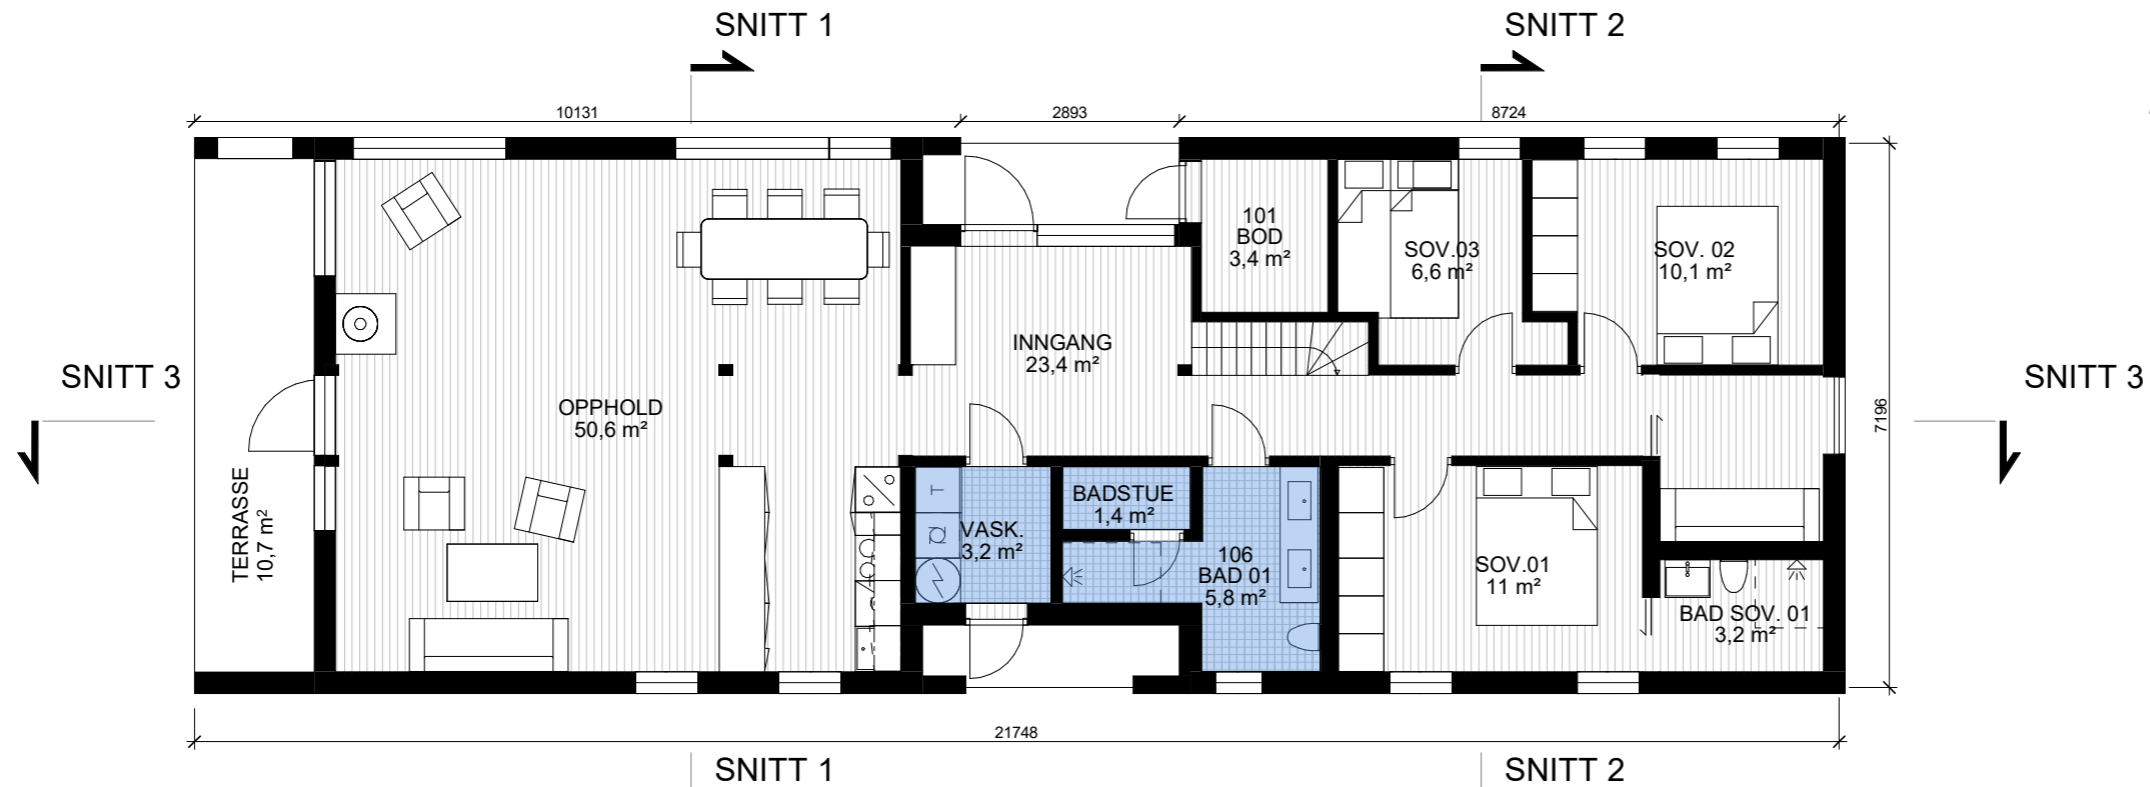 SNITT 1
SNITT 2
10131
2893
8724
101
BOD
3,4 m²
SOV.03
6,6 m²
SOV. 02
10,1 m²
INNGANG
23,4 m²
SNITT 3
SNITT 3
OPPHOLD
50,6 m²
7196
TERRASSE
10,7 m²
T
VASK.
3,2 m²
BADSTUE
1,4 m²
106
BAD 01
5,8 m²
SOV.01
11 m²
BAD SOV. 01
3,2 m²
21748
SNITT 1
SNITT 2